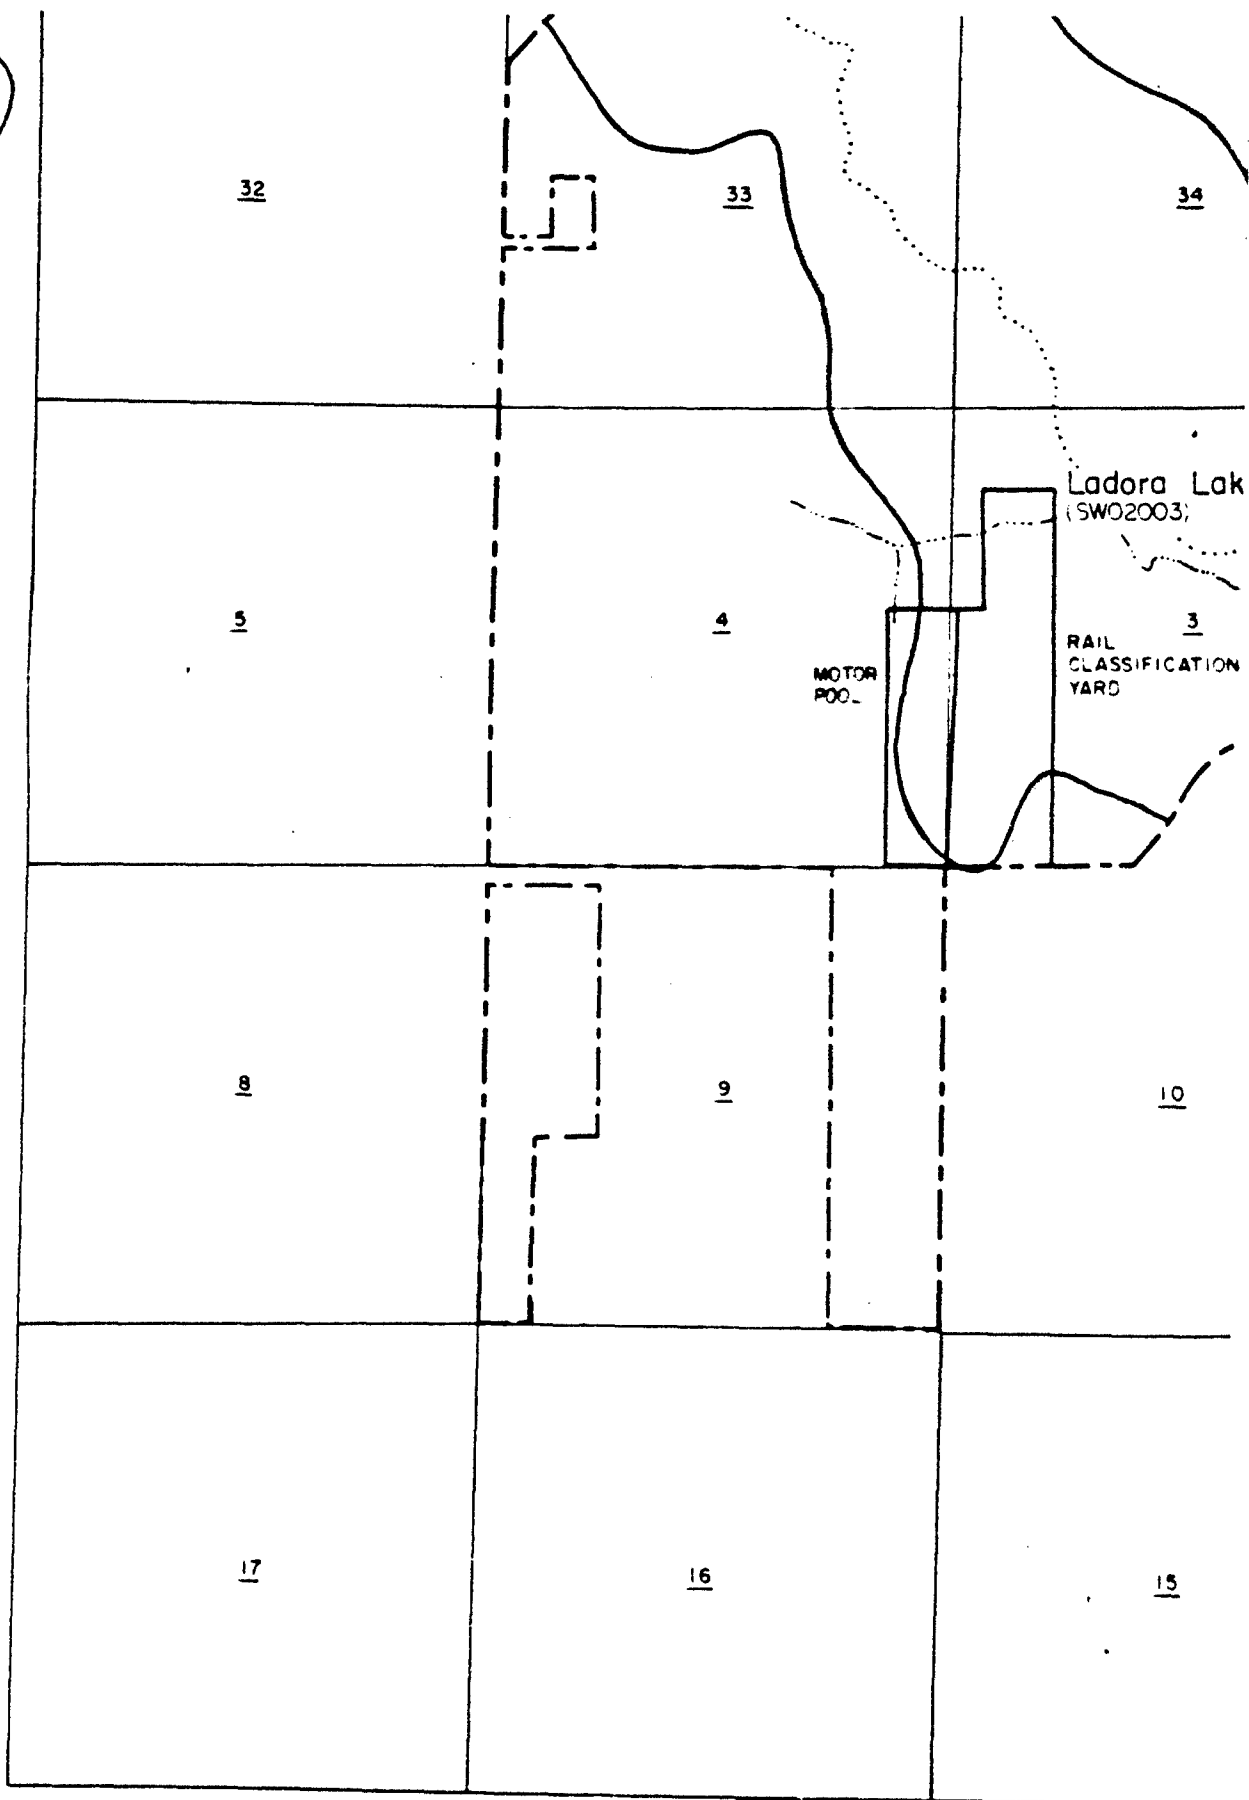 32
33
34
Ladora Lak
(SW02003)
5
4
3
MOTOR
POOL
RAIL
CLASSIFICATION
YARD
8
9
10
17
16
15